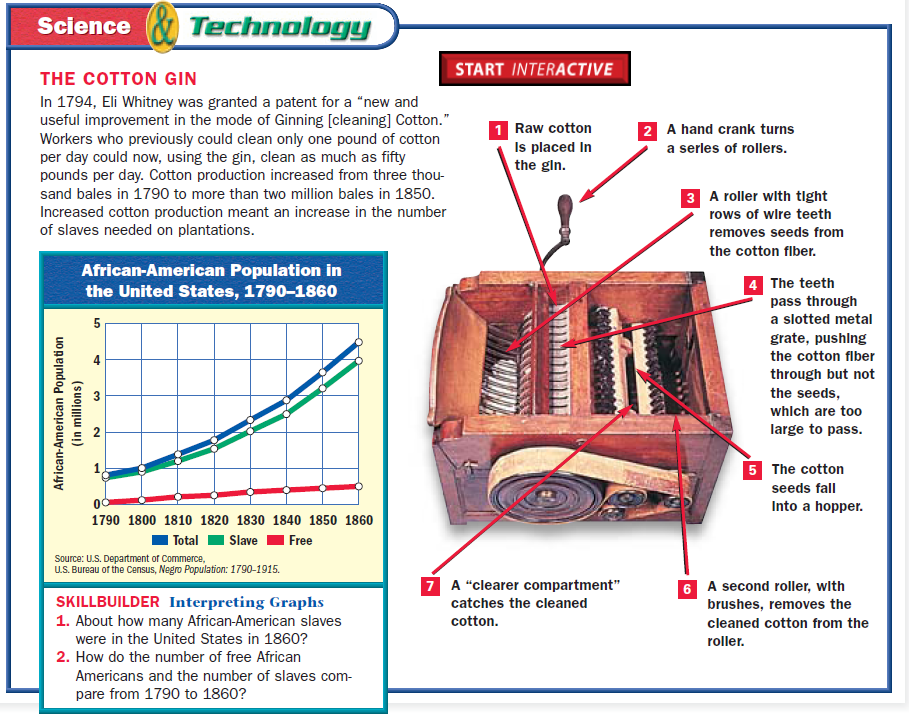 Science & Technology
START INTERACTIVE
THE COTTON GIN
In 1794, Eli Whitney was granted a patent for a “new and
useful improvement in the mode of Ginning [cleaning] Cotton.”
Workers who previously could clean only one pound of cotton
per day could now, using the gin, clean as much as fifty
pounds per day. Cotton production increased from three thou-
sand bales in 1790 to more than two million bales in 1850.
Increased cotton production meant an increase in the number
of slaves needed on plantations.
1 Raw cotton
is placed in
the gin.
2 A hand crank turns
a series of rollers.
3 A roller with tight
rows of wire teeth
removes seeds from
the cotton fiber.
4 The teeth
pass through
a slotted metal
grate, pushing
the cotton fiber
through but not
the seeds,
which are too
large to pass.
5 The cotton
seeds fall
into a hopper.
6 A second roller, with
brushes, removes the
cleaned cotton from the
roller.
7 A “clearer compartment”
catches the cleaned
cotton.
African-American Population in
the United States, 1790–1860
African-American Population
(in millions)
5
4
3
2
1
0
1790 1800 1810 1820 1830 1840 1850 1860
Total Slave Free
Source: U.S. Department of Commerce,
U.S. Bureau of the Census, Negro Population: 1790-1915.
SKILLBUILDER Interpreting Graphs
1. About how many African-American slaves
were in the United States in 1860?
2. How do the number of free African
Americans and the number of slaves com-
pare from 1790 to 1860?